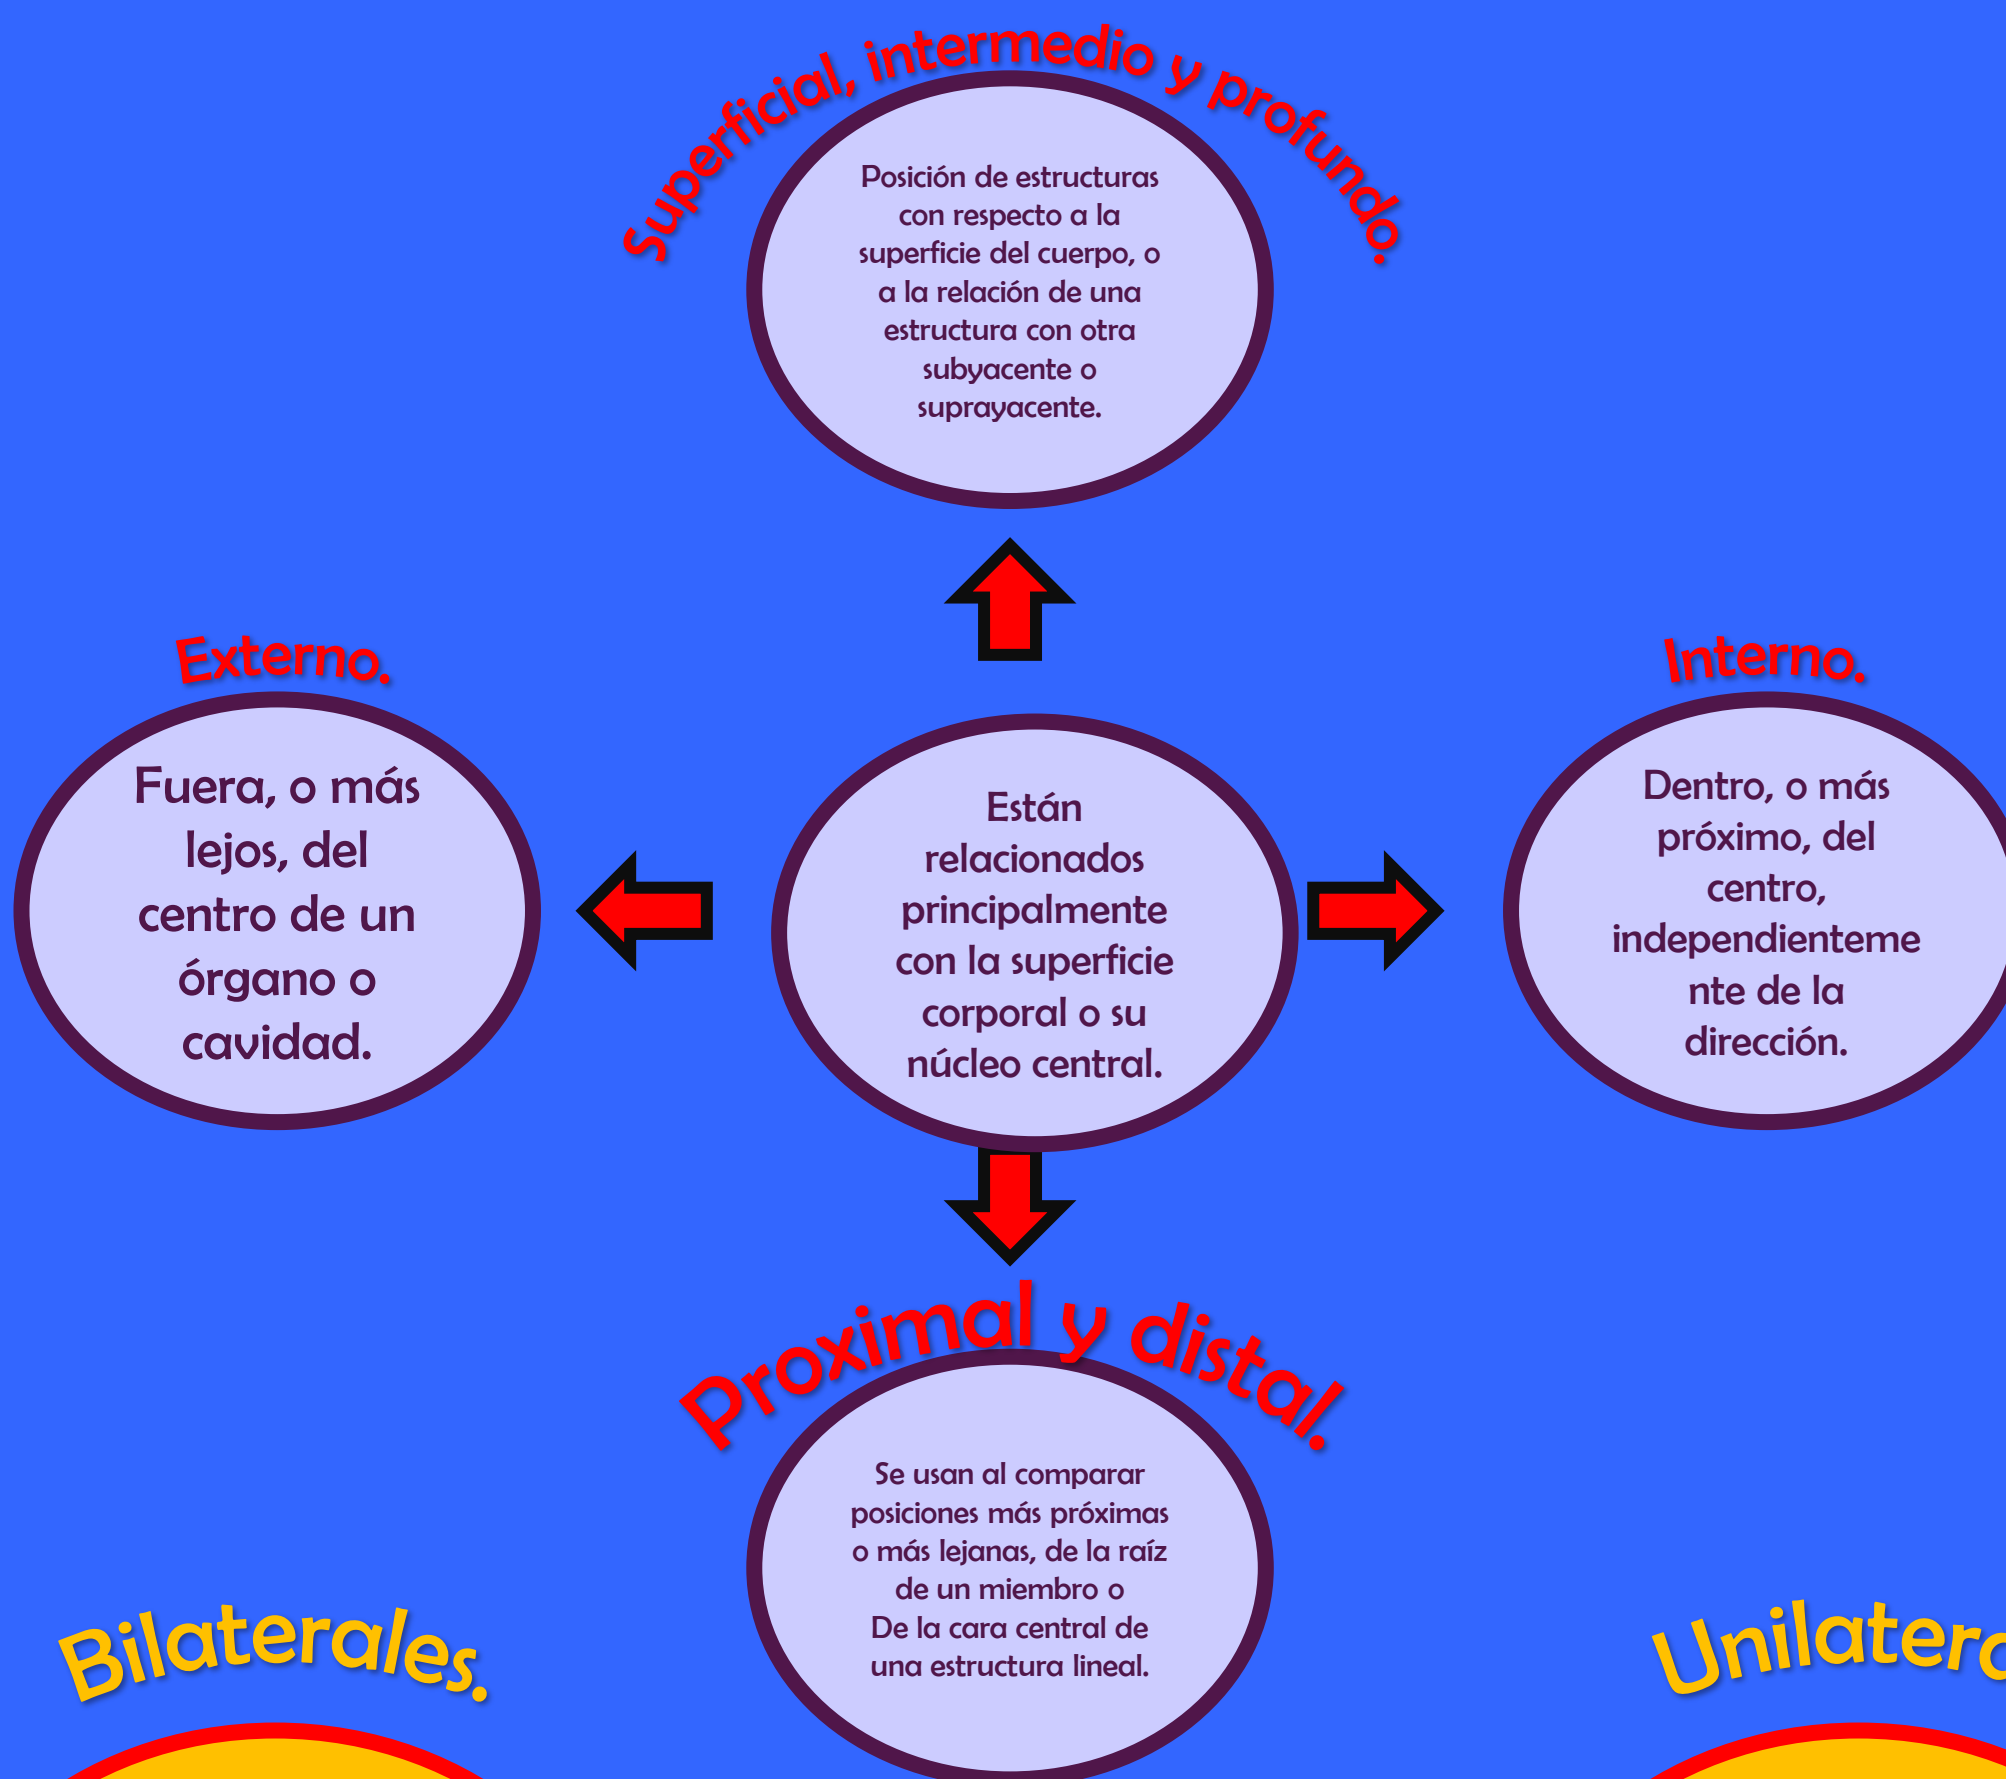 Superficial, intermedio y profundo.
Posición de estructuras
con respecto a la
superficie del cuerpo, o
a la relación de una
estructura con otra
subyacente o
suprayacente.
Externo.
Fuera, o más
lejos, del
centro de un
órgano o
cavidad.
Están
relacionados
principalmente
con la superficie
corporal o su
núcleo central.
Interno.
Dentro, o más
próximo, del
centro,
independienteme
nte de la
dirección.
Proximal y distal.
Se usan al comparar
posiciones más próximas
o más lejanas, de la raíz
de un miembro o
De la cara central de
una estructura lineal.
Bilaterales.